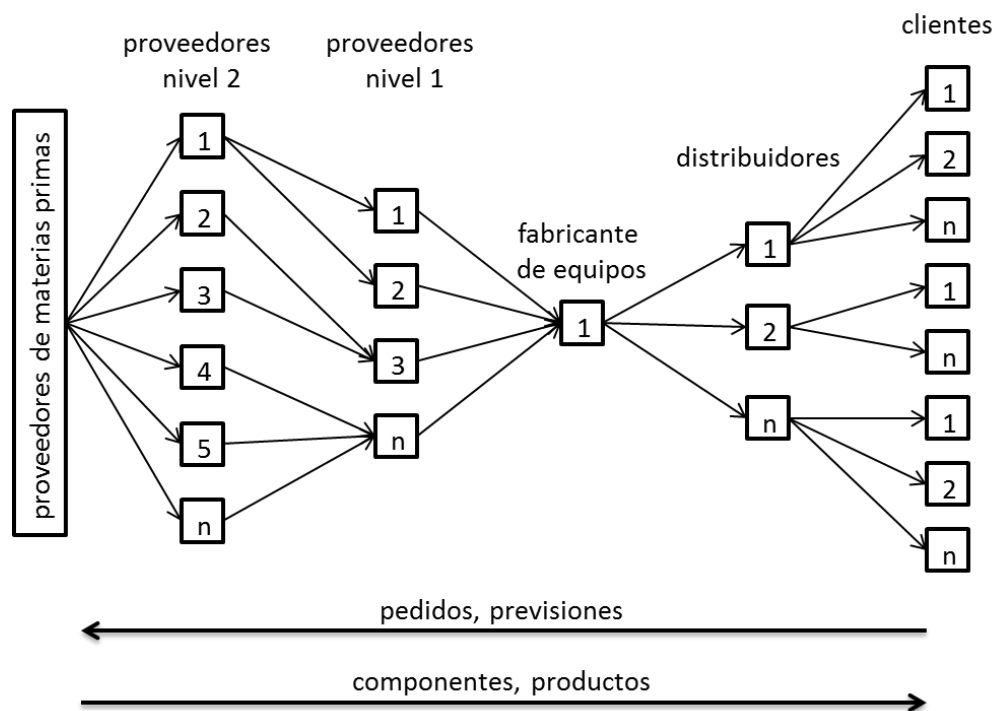 clientes
proveedores
nivel 2
proveedores
nivel 1
distribuidores
fabricante
de equipos
proveedores de materias primas
1
2
3
4
5
n
1
2
3
n
1
1
2
n
1
2
n
1
n
1
2
n
pedidos, previsiones
componentes, productos